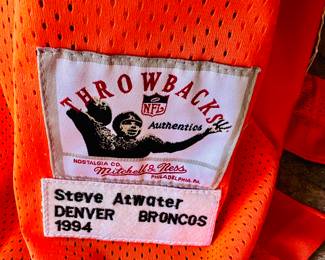 THROWBACKS
NFL
Authentics
NOSTALGIA CO.
Mitchell & Ness
PHILADELPHIA, PA.
Steve Atwater
DENVER BRONCOS
1994